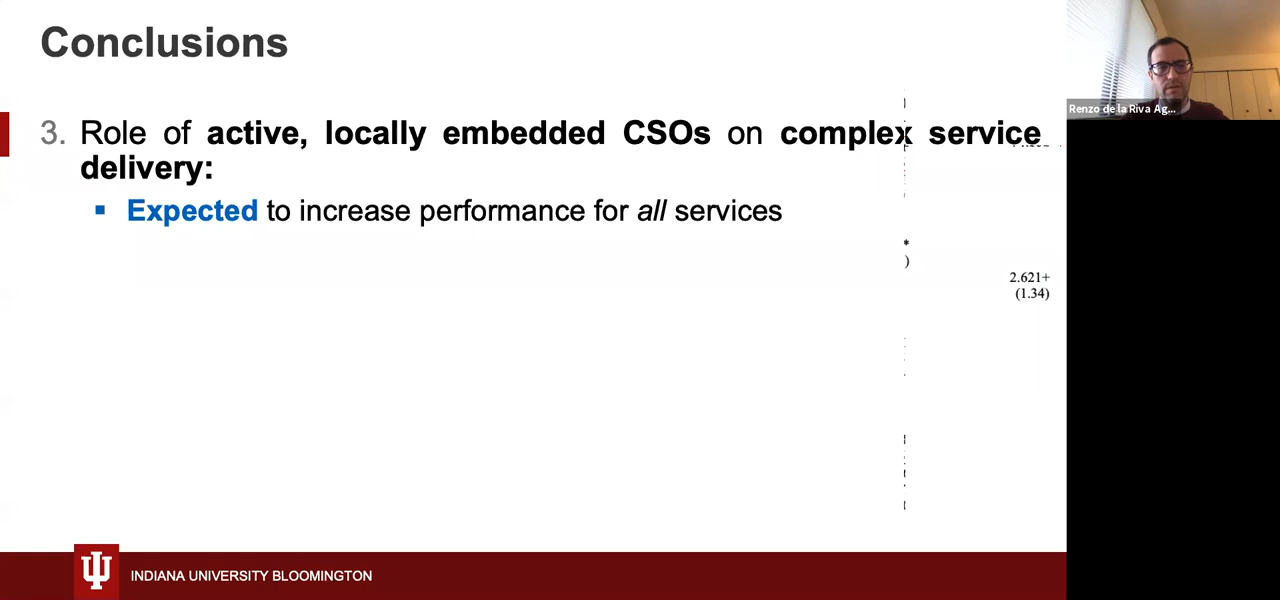 Conclusions
3. Role of active, locally embedded CSOs on complex service
delivery:
▪ Expected to increase performance for all services
*
)
2.621+
(1.34)
Renzo de la Riva Ag...
INDIANA UNIVERSITY BLOOMINGTON